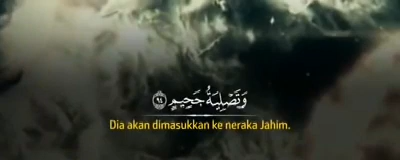 وَتَصْلِيَةُ جَحِيمٍ ﴿٩٤﴾
Dia akan dimasukkan ke neraka Jahim.